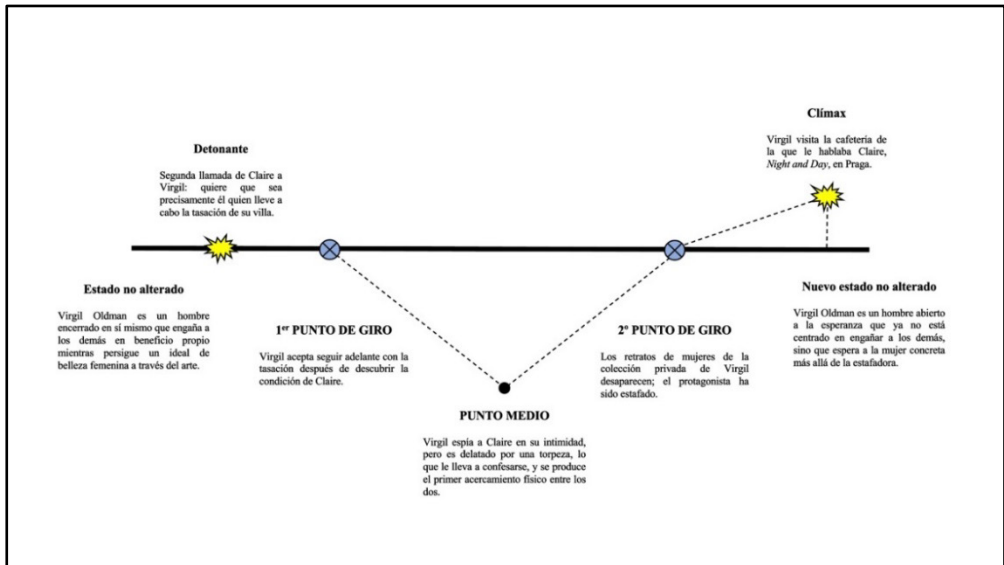 Clímax
Virgil visita la cafetería de
la que le hablaba Claire,
Night and Day, en Praga.
Detonante
Segunda llamada de Claire a
Virgil: quiere que sea
precisamente él quien lleve a
cabo la tasación de su villa.
Estado no alterado
Virgil Oldman es un hombre
encerrado en sí mismo que engaña a
los demás en beneficio propio
mientras persigue un ideal de
belleza femenina a través del arte.
1er PUNTO DE GIRO
Virgil acepta seguir adelante con la
tasación después de descubrir la
condición de Claire.
PUNTO MEDIO
Virgil espía a Claire en su intimidad,
pero es delatado por una torpeza, lo
que le lleva a confesarse, y se produce
el primer acercamiento físico entre los
dos.
2º PUNTO DE GIRO
Los retratos de mujeres de la
colección privada de Virgil
desaparecen; el protagonista ha
sido estafado.
Nuevo estado no alterado
Virgil Oldman es un hombre abierto
a la esperanza que ya no está
centrado en engañar a los demás,
sino que espera a la mujer concreta
más allá de la estafadora.